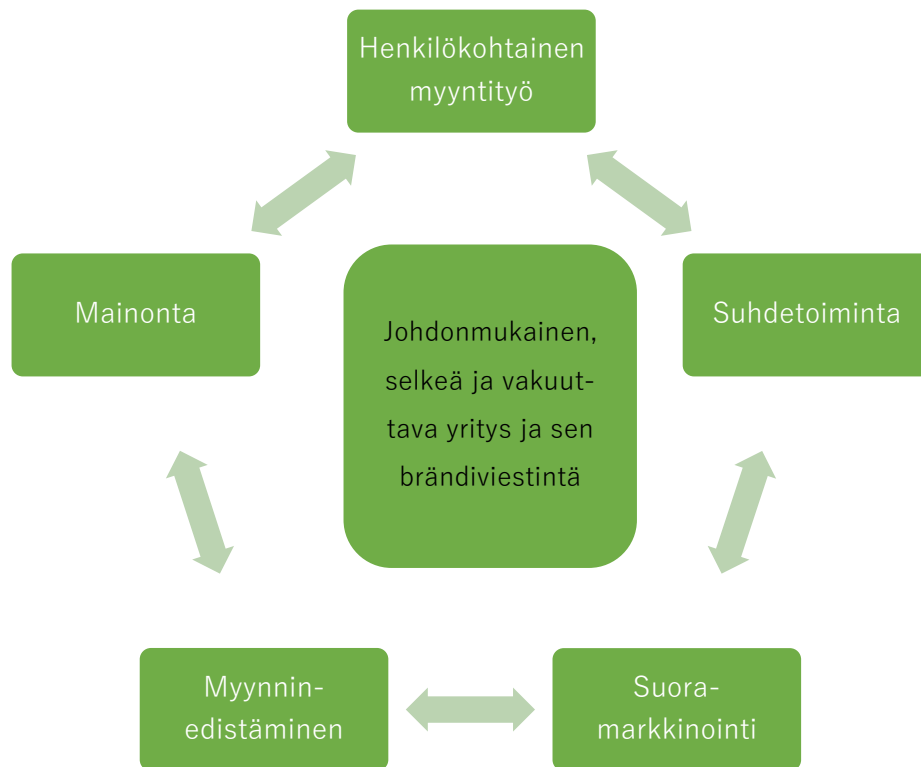 Henkilökohtainen
myyntityö
Mainonta
Suhdetoiminta
Johdonmukainen,
selkeä ja vakuut-
tava yritys ja sen
brändiviestintä
Myynnin-
edistäminen
Suora-
markkinointi